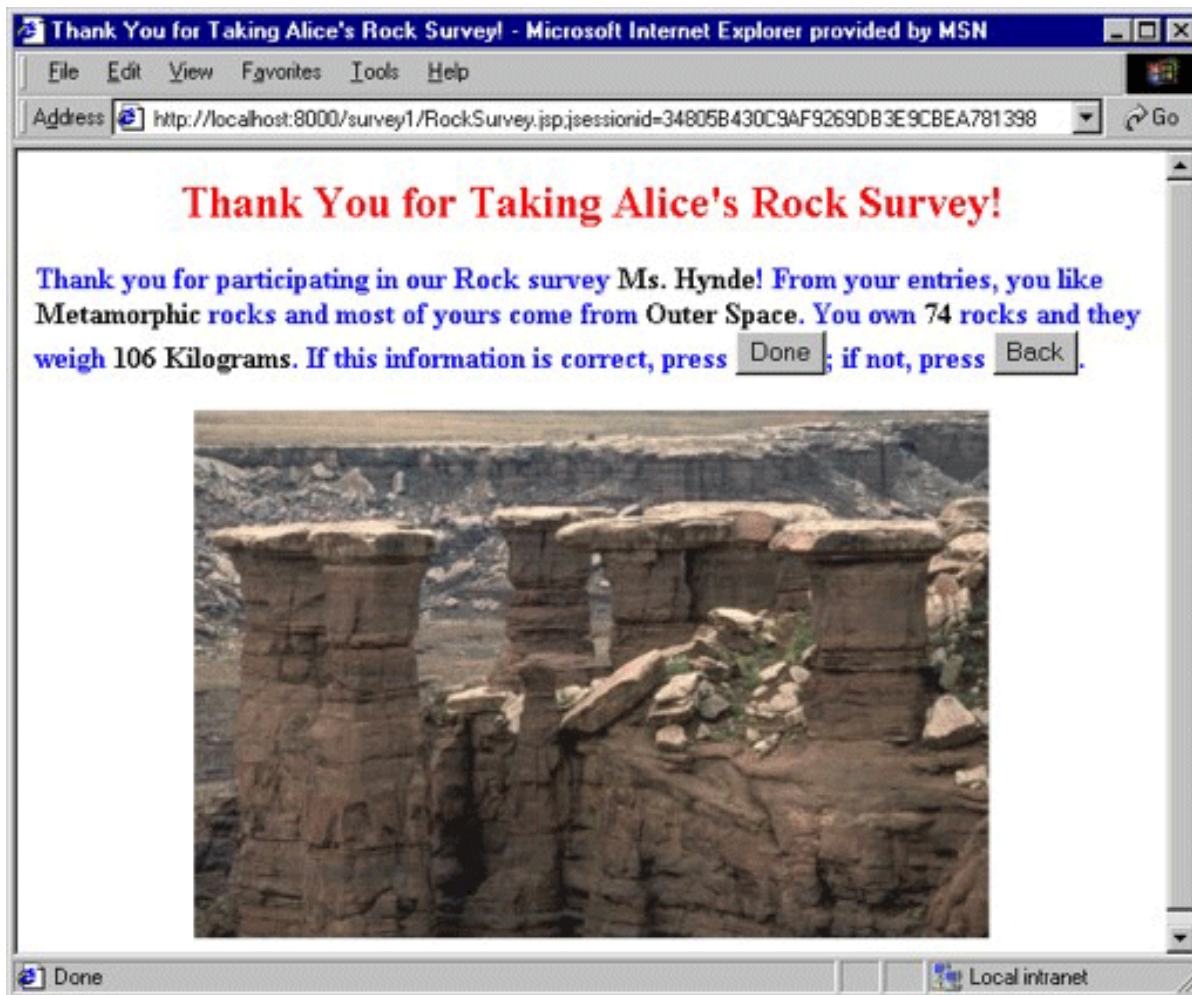 Thank You for Taking Alice's Rock Survey! - Microsoft Internet Explorer provided by MSN
File Edit View Favorites Tools Help
Address http://localhost:8000/survey1/RockSurvey.jsp;jsessionid=34805B430C9AF9269DB3E9CBEA781398 Go
Thank You for Taking Alice's Rock Survey!
Thank you for participating in our Rock survey Ms. Hynde! From your entries, you like
Metamorphic rocks and most of yours come from Outer Space. You own 74 rocks and they
weigh 106 Kilograms. If this information is correct, press Done; if not, press Back.
Done Local intranet